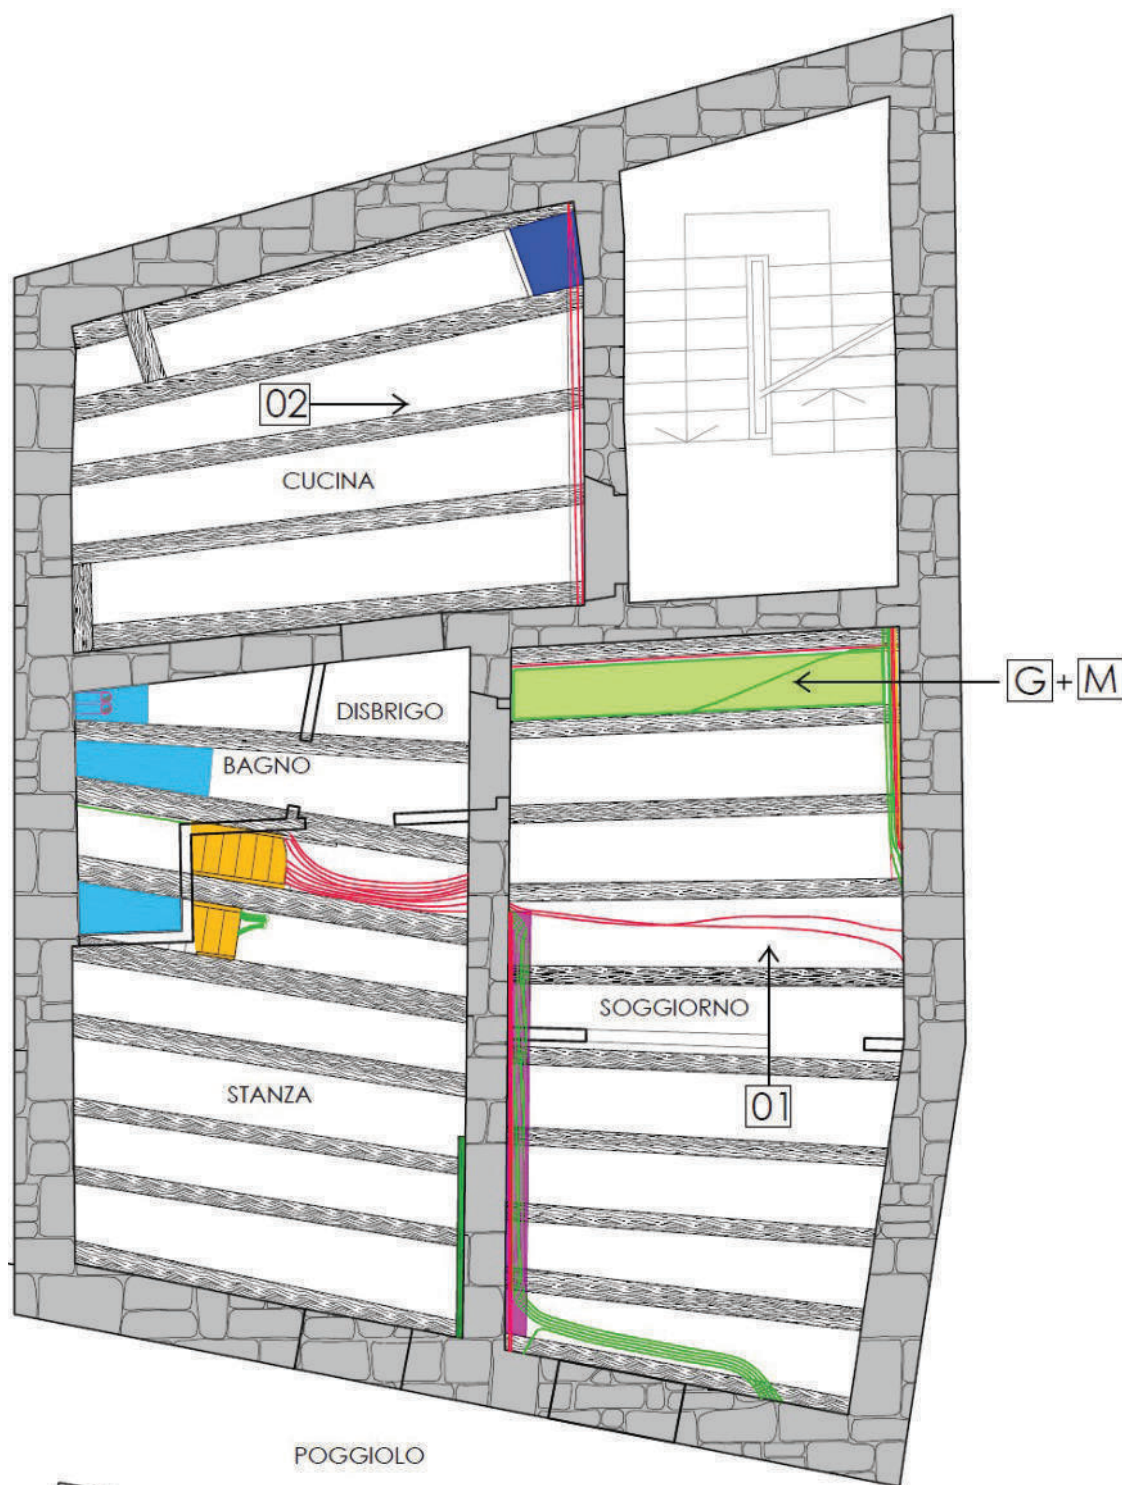 02
CUCINA
G + M
DISBRIGO
BAGNO
SOGGIORNO
STANZA
01
POGGIOLO